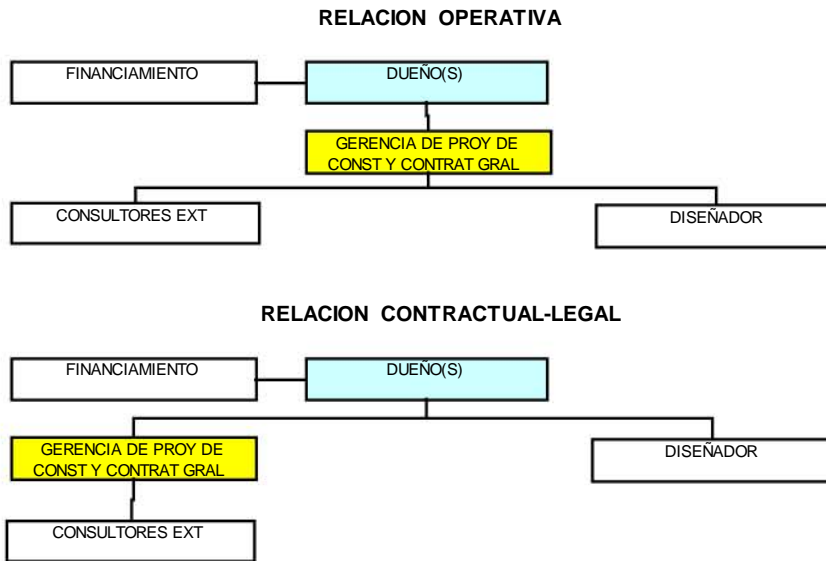 RELACION OPERATIVA
FINANCIAMIENTO
DUEÑO(S)
GERENCIA DE PROY DE
CONST Y CONTRAT GRAL
CONSULTORES EXT
DISEÑADOR
RELACION CONTRACTUAL-LEGAL
FINANCIAMIENTO
DUEÑO(S)
GERENCIA DE PROY DE
CONST Y CONTRAT GRAL
DISEÑADOR
CONSULTORES EXT